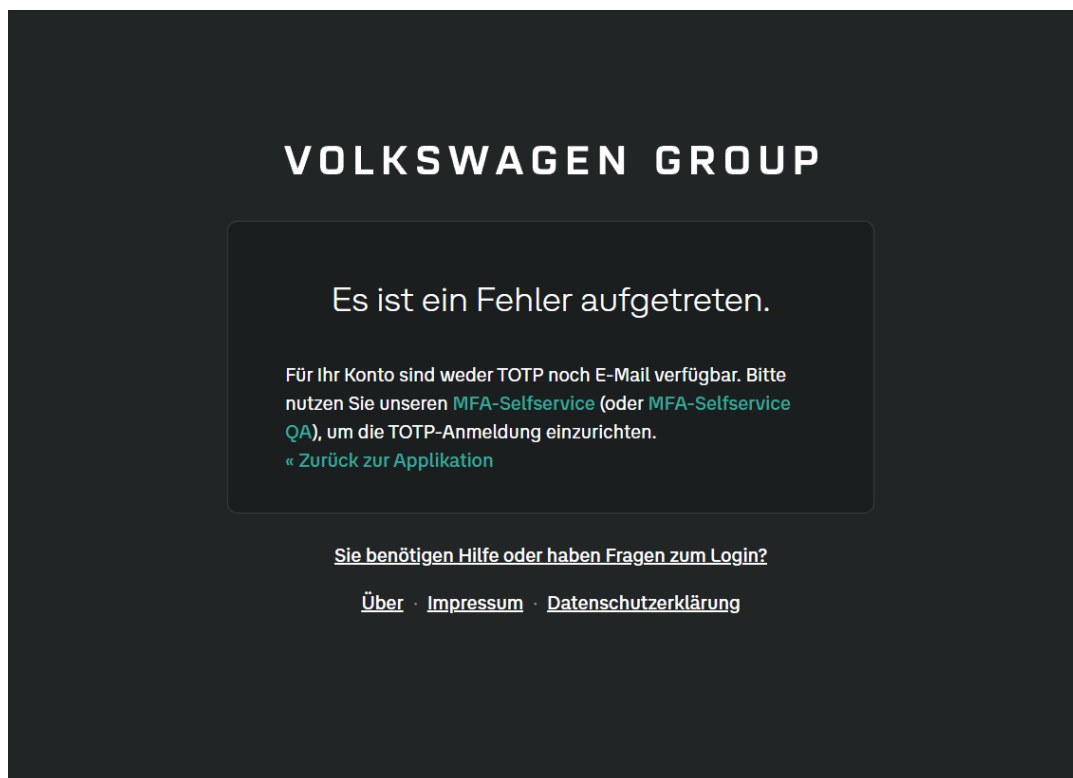 VOLKSWAGEN GROUP
Es ist ein Fehler aufgetreten.
Für Ihr Konto sind weder TOTP noch E-Mail verfügbar. Bitte
nutzen Sie unseren MFA-Selfservice (oder MFA-Selfservice
QA), um die TOTP-Anmeldung einzurichten.
« Zurück zur Applikation
Sie benötigen Hilfe oder haben Fragen zum Login?
Über · Impressum · Datenschutzerklärung